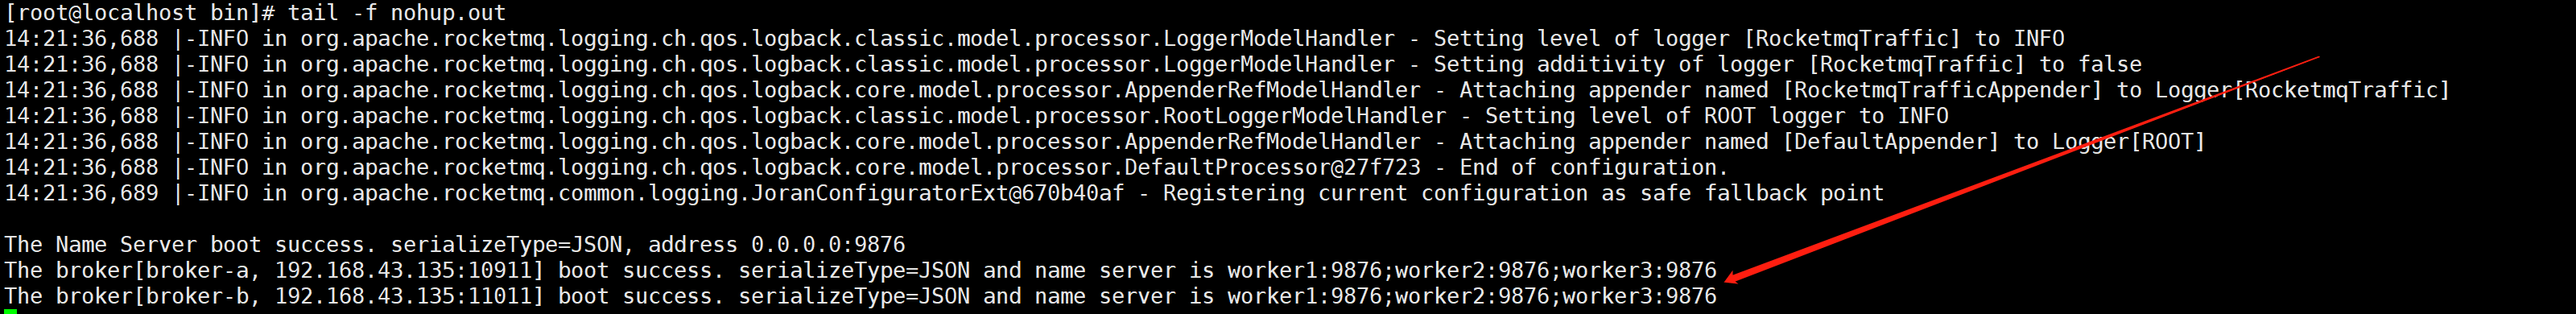 [root@localhost bin]# tail -f nohup.out
14:21:36,688 |-INFO in org.apache.rocketmq.logging.ch.qos.logback.classic.model.processor.LoggerModelHandler - Setting level of logger [RocketmqTraffic] to INFO
14:21:36,688 |-INFO in org.apache.rocketmq.logging.ch.qos.logback.classic.model.processor.LoggerModelHandler - Setting additivity of logger [RocketmqTraffic] to false
14:21:36,688 |-INFO in org.apache.rocketmq.logging.ch.qos.logback.core.model.processor.AppenderRefModelHandler - Attaching appender named [RocketmqTrafficAppender] to Logger[RocketmqTraffic]
14:21:36,688 |-INFO in org.apache.rocketmq.logging.ch.qos.logback.classic.model.processor.RootLoggerModelHandler - Setting level of ROOT logger to INFO
14:21:36,688 |-INFO in org.apache.rocketmq.logging.ch.qos.logback.core.model.processor.AppenderRefModelHandler - Attaching appender named [DefaultAppender] to Logger[ROOT]
14:21:36,688 |-INFO in org.apache.rocketmq.logging.ch.qos.logback.core.model.processor.DefaultProcessor@27f723 - End of configuration.
14:21:36,689 |-INFO in org.apache.rocketmq.common.logging.JoranConfiguratorExt@670b40af - Registering current configuration as safe fallback point
The Name Server boot success. serializeType=JSON, address 0.0.0.0:9876
The broker[broker-a, 192.168.43.135:10911] boot success. serializeType=JSON and name server is worker1:9876;worker2:9876;worker3:9876
The broker[broker-b, 192.168.43.135:11011] boot success. serializeType=JSON and name server is worker1:9876;worker2:9876;worker3:9876